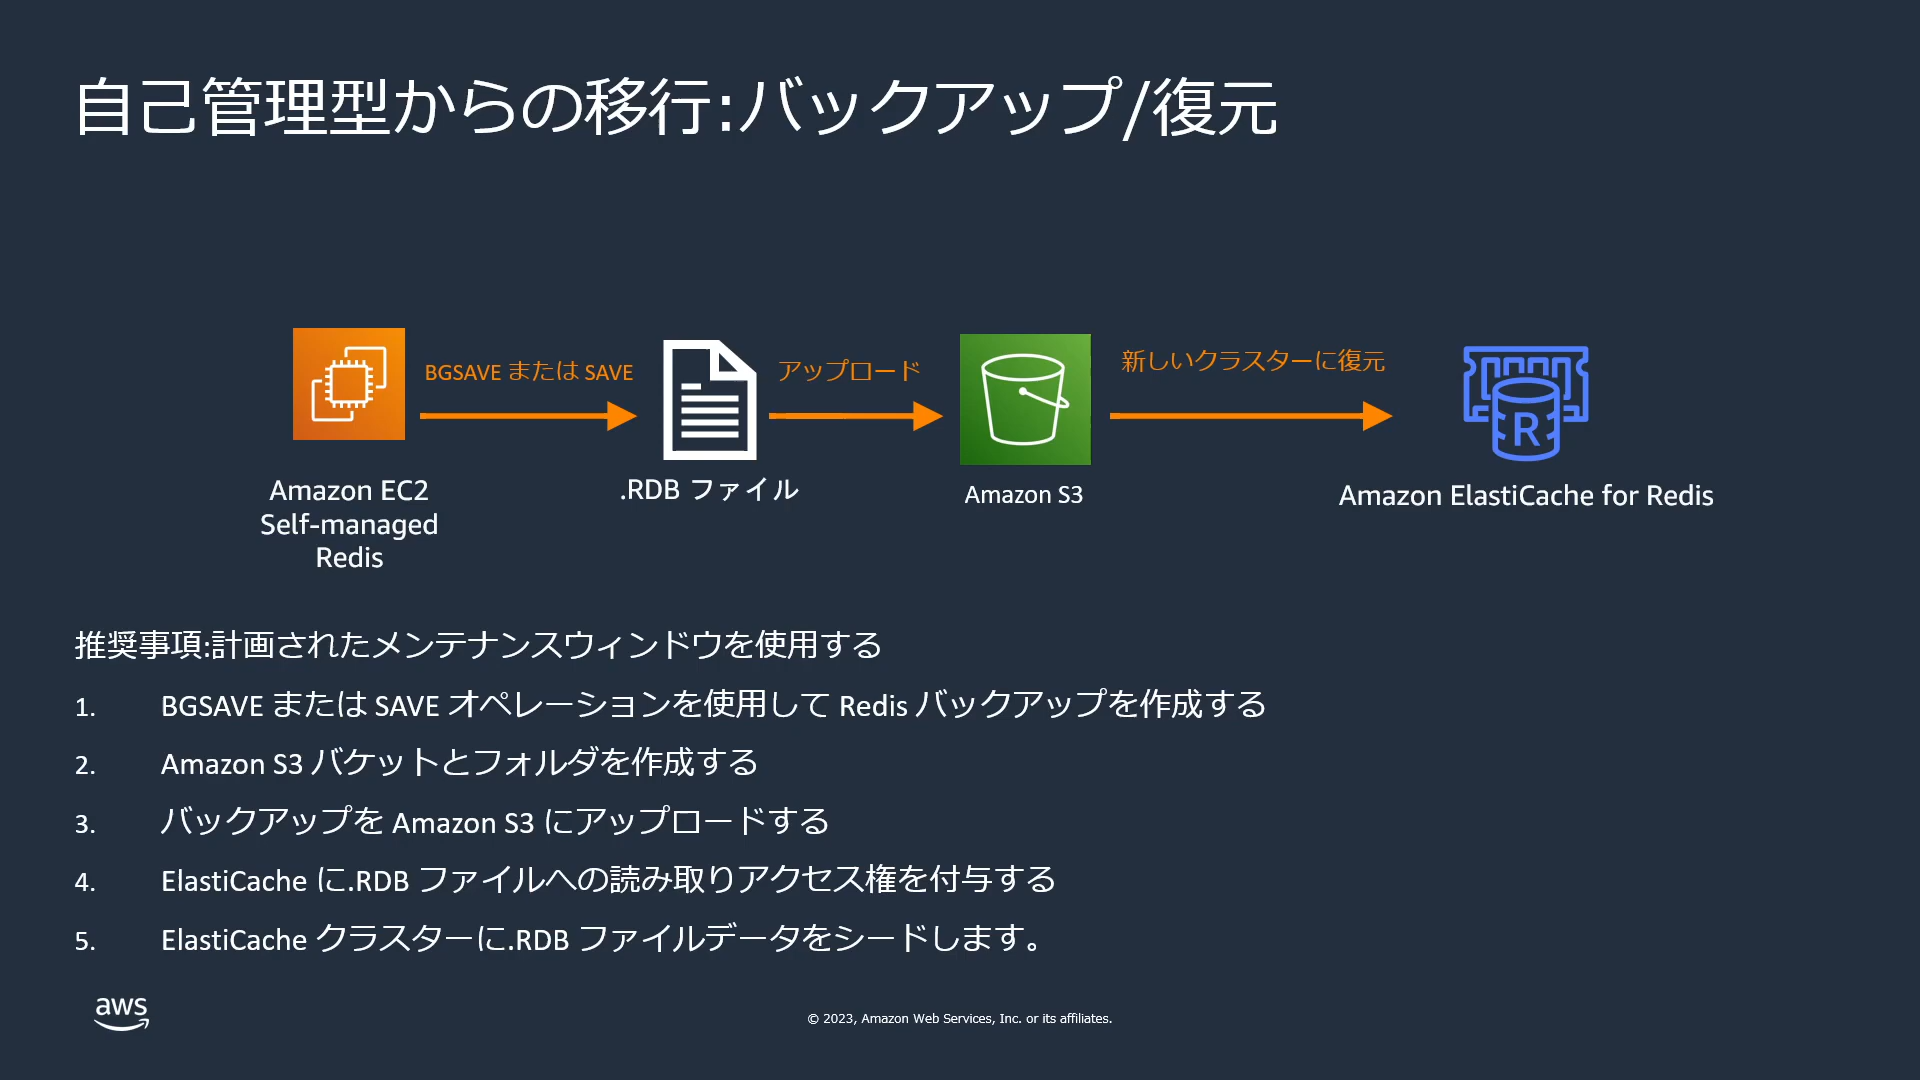 自己管理型からの移行:バックアップ/復元
BGSAVE または SAVE
アップロード
新しいクラスターに復元
R
Amazon EC2
Self-managed
Redis
.RDB ファイル
Amazon S3
Amazon ElastiCache for Redis
推奨事項:計画されたメンテナンスウィンドウを使用する
1. BGSAVE または SAVE オペレーションを使用して Redis バックアップを作成する
2. Amazon S3 バケットとフォルダを作成する
3. バックアップを Amazon S3 にアップロードする
4. ElastiCache に.RDB ファイルへの読み取りアクセス権を付与する
5. ElastiCache クラスターに.RDB ファイルデータをシードします。
aws
© 2023, Amazon Web Services, Inc. or its affiliates.